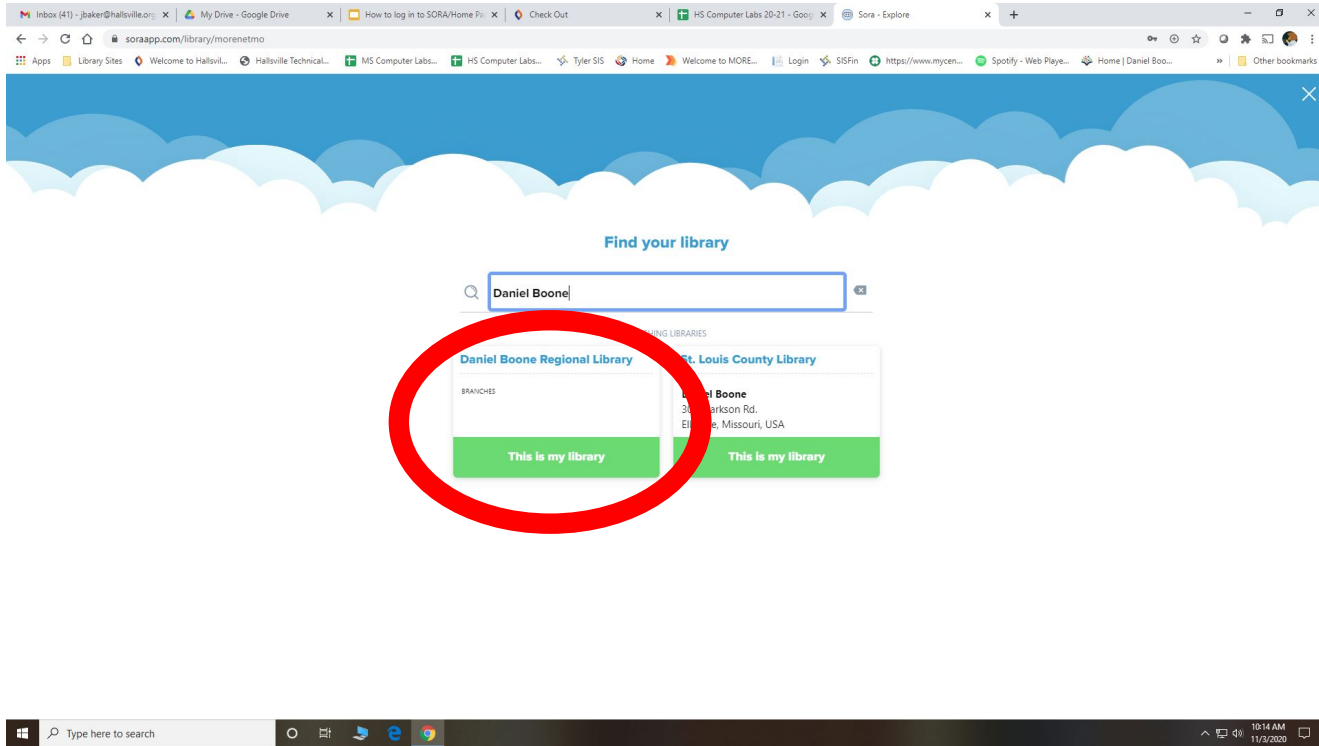 Inbox (41) - jbaker@hallsville.org
My Drive - Google Drive
How to log in to SORA/Home Pa
Check Out
HS Computer Labs 20-21 - Goog
Sora - Explore
soraapp.com/library/morenetmo
Apps
Library Sites
Welcome to Hallsvil...
Hallsville Technical...
MS Computer Labs...
HS Computer Labs...
Tyler SIS
Home
Welcome to MORE...
Login
SISFin
https://www.mycen...
Spotify - Web Playe...
Home | Daniel Boo...
»
Other bookmarks
Find your library
Daniel Boone
LIBRARIES
Daniel Boone Regional Library
BRANCHES
This is my library
St. Louis County Library
Boone
Rd.
Missouri, USA
This is my library
Type here to search
10:14 AM
11/3/2020